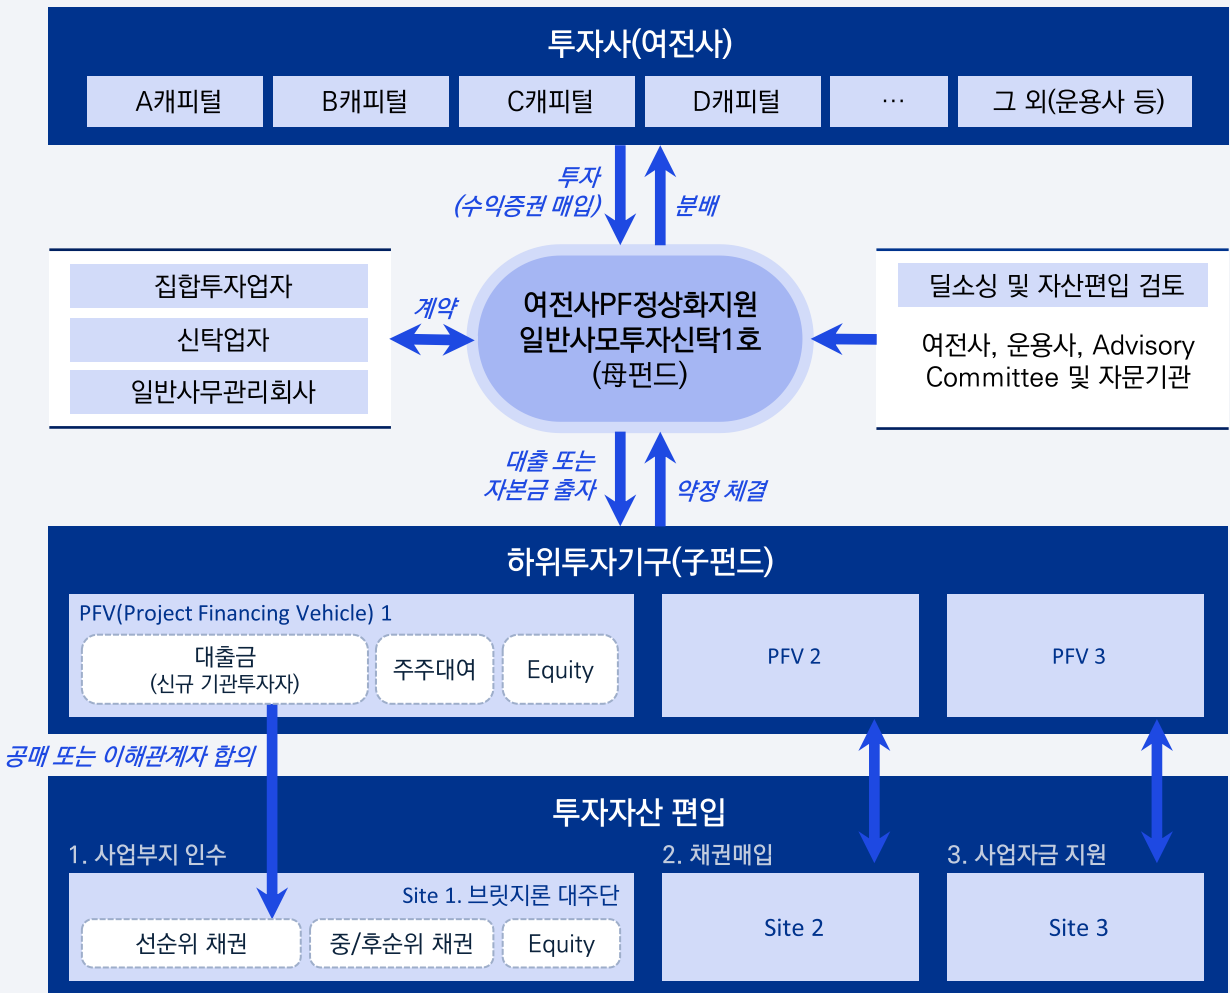 투자사(여전사)
A캐피털
B캐피털
C캐피털
D캐피털
…
그 외(운용사 등)
투자
(수익증권 매입)
분배
집합투자업자
신탁업자
일반사무관리회사
계약
여전사PF정상화지원
일반사모투자신탁1호
(母펀드)
딜소싱 및 자산편입 검토
여전사, 운용사, Advisory
Committee 및 자문기관
대출 또는
자본금 출자
약정 체결
하위투자기구(子펀드)
PFV(Project Financing Vehicle) 1
대출금
(신규 기관투자자)
주주대여
Equity
PFV 2
PFV 3
공매 또는 이해관계자 합의
투자자산 편입
1. 사업부지 인수
2. 채권매입
3. 사업자금 지원
Site 1. 브릿지론 대주단
선순위 채권
중/후순위 채권
Equity
Site 2
Site 3